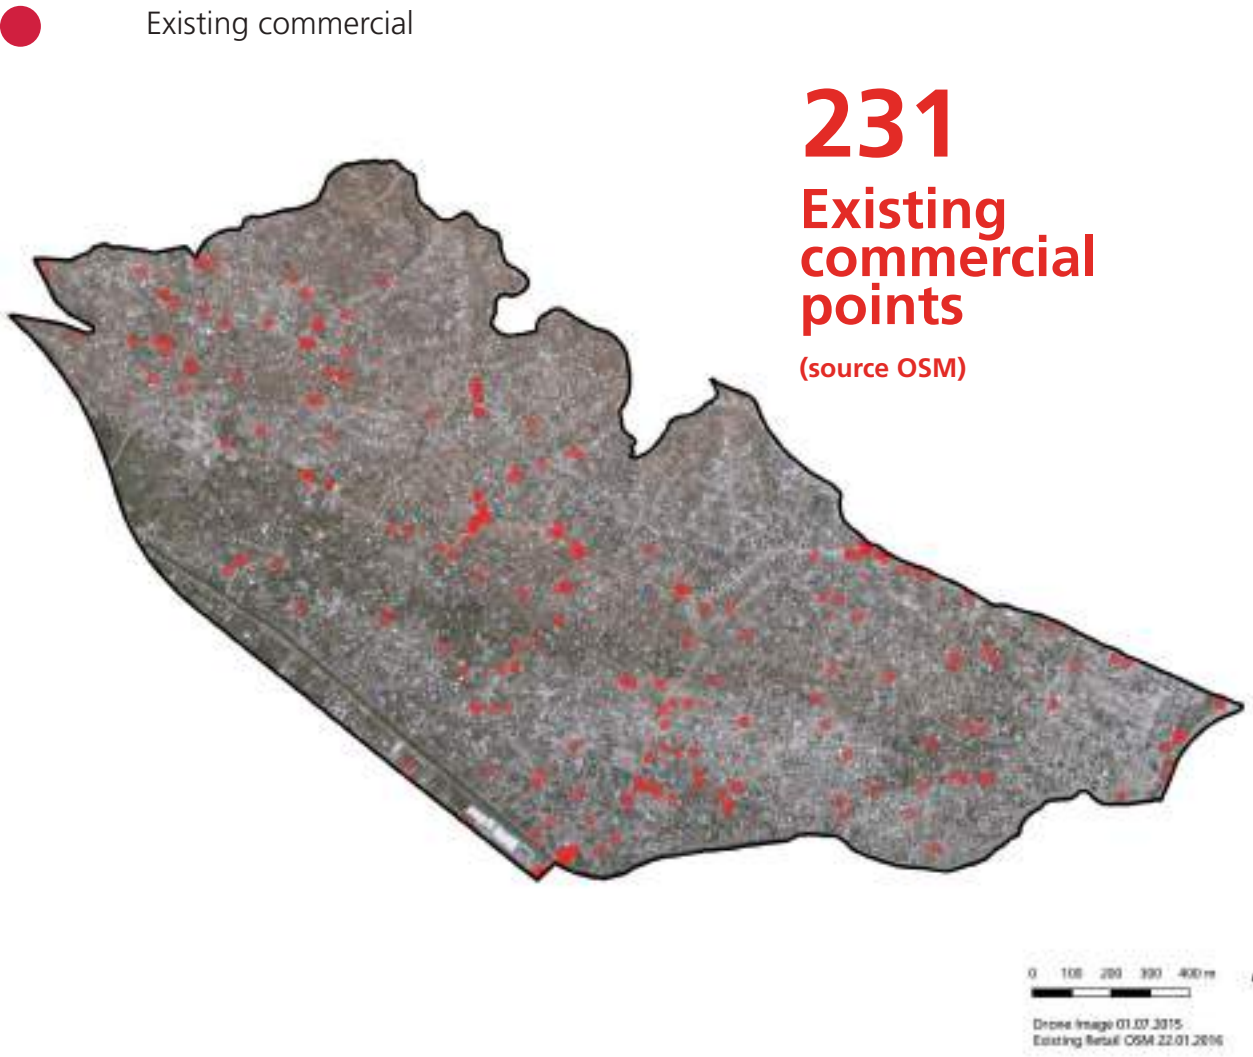 Existing commercial
231
Existing
commercial
points
(source OSM)
0 100 200 300 400 m
Drone Image 01.07.2015
Existing Retail OSM 22.01.2016